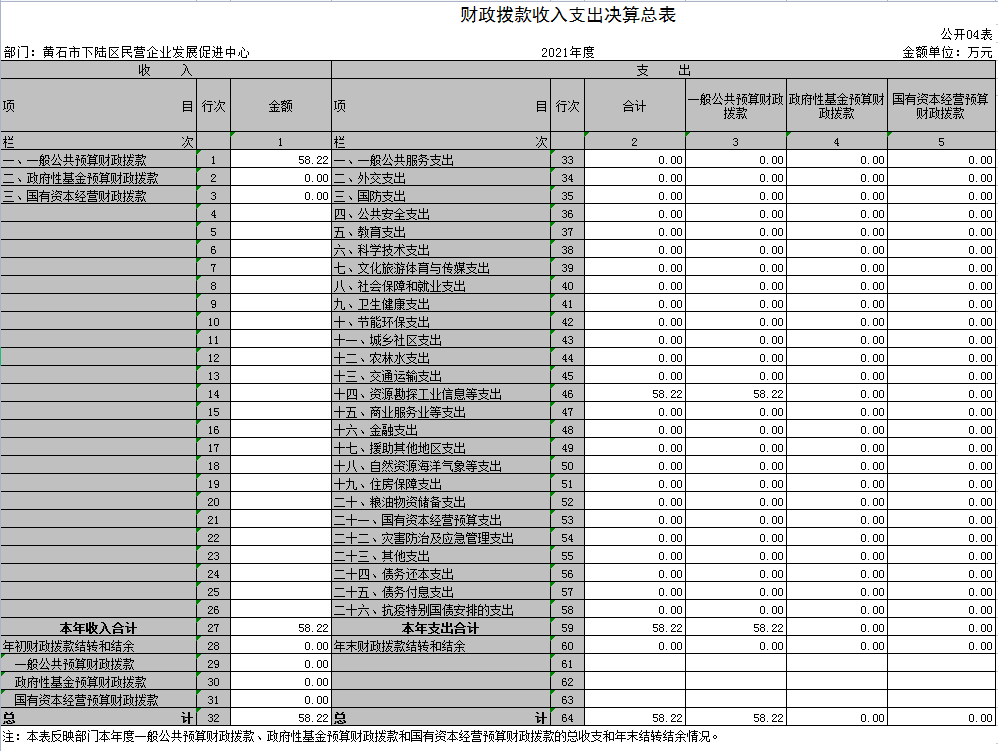 财政拨款收入支出决算总表
公开04表
部门：黄石市下陆区民营企业发展促进中心 2021年度 金额单位：万元
收 入 支 出
项 目 行次 金额 项 目 行次 合计 一般公共预算财政拨款 政府性基金预算财政拨款 国有资本经营预算财政拨款
栏 次 1 栏 次 2 3 4 5
一、一般公共预算财政拨款 1 58.22 一、一般公共服务支出 33 0.00 0.00 0.00 0.00
二、政府性基金预算财政拨款 2 0.00 二、外交支出 34 0.00 0.00 0.00 0.00
三、国有资本经营财政拨款 3 0.00 三、国防支出 35 0.00 0.00 0.00 0.00
4 四、公共安全支出 36 0.00 0.00 0.00 0.00
5 五、教育支出 37 0.00 0.00 0.00 0.00
6 六、科学技术支出 38 0.00 0.00 0.00 0.00
7 七、文化旅游体育与传媒支出 39 0.00 0.00 0.00 0.00
8 八、社会保障和就业支出 40 0.00 0.00 0.00 0.00
9 九、卫生健康支出 41 0.00 0.00 0.00 0.00
10 十、节能环保支出 42 0.00 0.00 0.00 0.00
11 十一、城乡社区支出 43 0.00 0.00 0.00 0.00
12 十二、农林水支出 44 0.00 0.00 0.00 0.00
13 十三、交通运输支出 45 0.00 0.00 0.00 0.00
14 十四、资源勘探工业信息等支出 46 58.22 58.22 0.00 0.00
15 十五、商业服务业等支出 47 0.00 0.00 0.00 0.00
16 十六、金融支出 48 0.00 0.00 0.00 0.00
17 十七、援助其他地区支出 49 0.00 0.00 0.00 0.00
18 十八、自然资源海洋气象等支出 50 0.00 0.00 0.00 0.00
19 十九、住房保障支出 51 0.00 0.00 0.00 0.00
20 二十、粮油物资储备支出 52 0.00 0.00 0.00 0.00
21 二十一、国有资本经营预算支出 53 0.00 0.00 0.00 0.00
22 二十二、灾害防治及应急管理支出 54 0.00 0.00 0.00 0.00
23 二十三、其他支出 55 0.00 0.00 0.00 0.00
24 二十四、债务还本支出 56 0.00 0.00 0.00 0.00
25 二十五、债务付息支出 57 0.00 0.00 0.00 0.00
26 二十六、抗疫特别国债安排的支出 58 0.00 0.00 0.00 0.00
本年收入合计 27 58.22 本年支出合计 59 58.22 58.22 0.00 0.00
年初财政拨款结转和结余 28 0.00 年末财政拨款结转和结余 60 0.00 0.00 0.00 0.00
一般公共预算财政拨款 29 0.00 61
政府性基金预算财政拨款 30 0.00 62
国有资本经营预算财政拨款 31 0.00 63
总 计 32 58.22 总 计 64 58.22 58.22 0.00 0.00
注：本表反映部门本年度一般公共预算财政拨款、政府性基金预算财政拨款和国有资本经营预算财政拨款的总收支和年末结转结余情况。